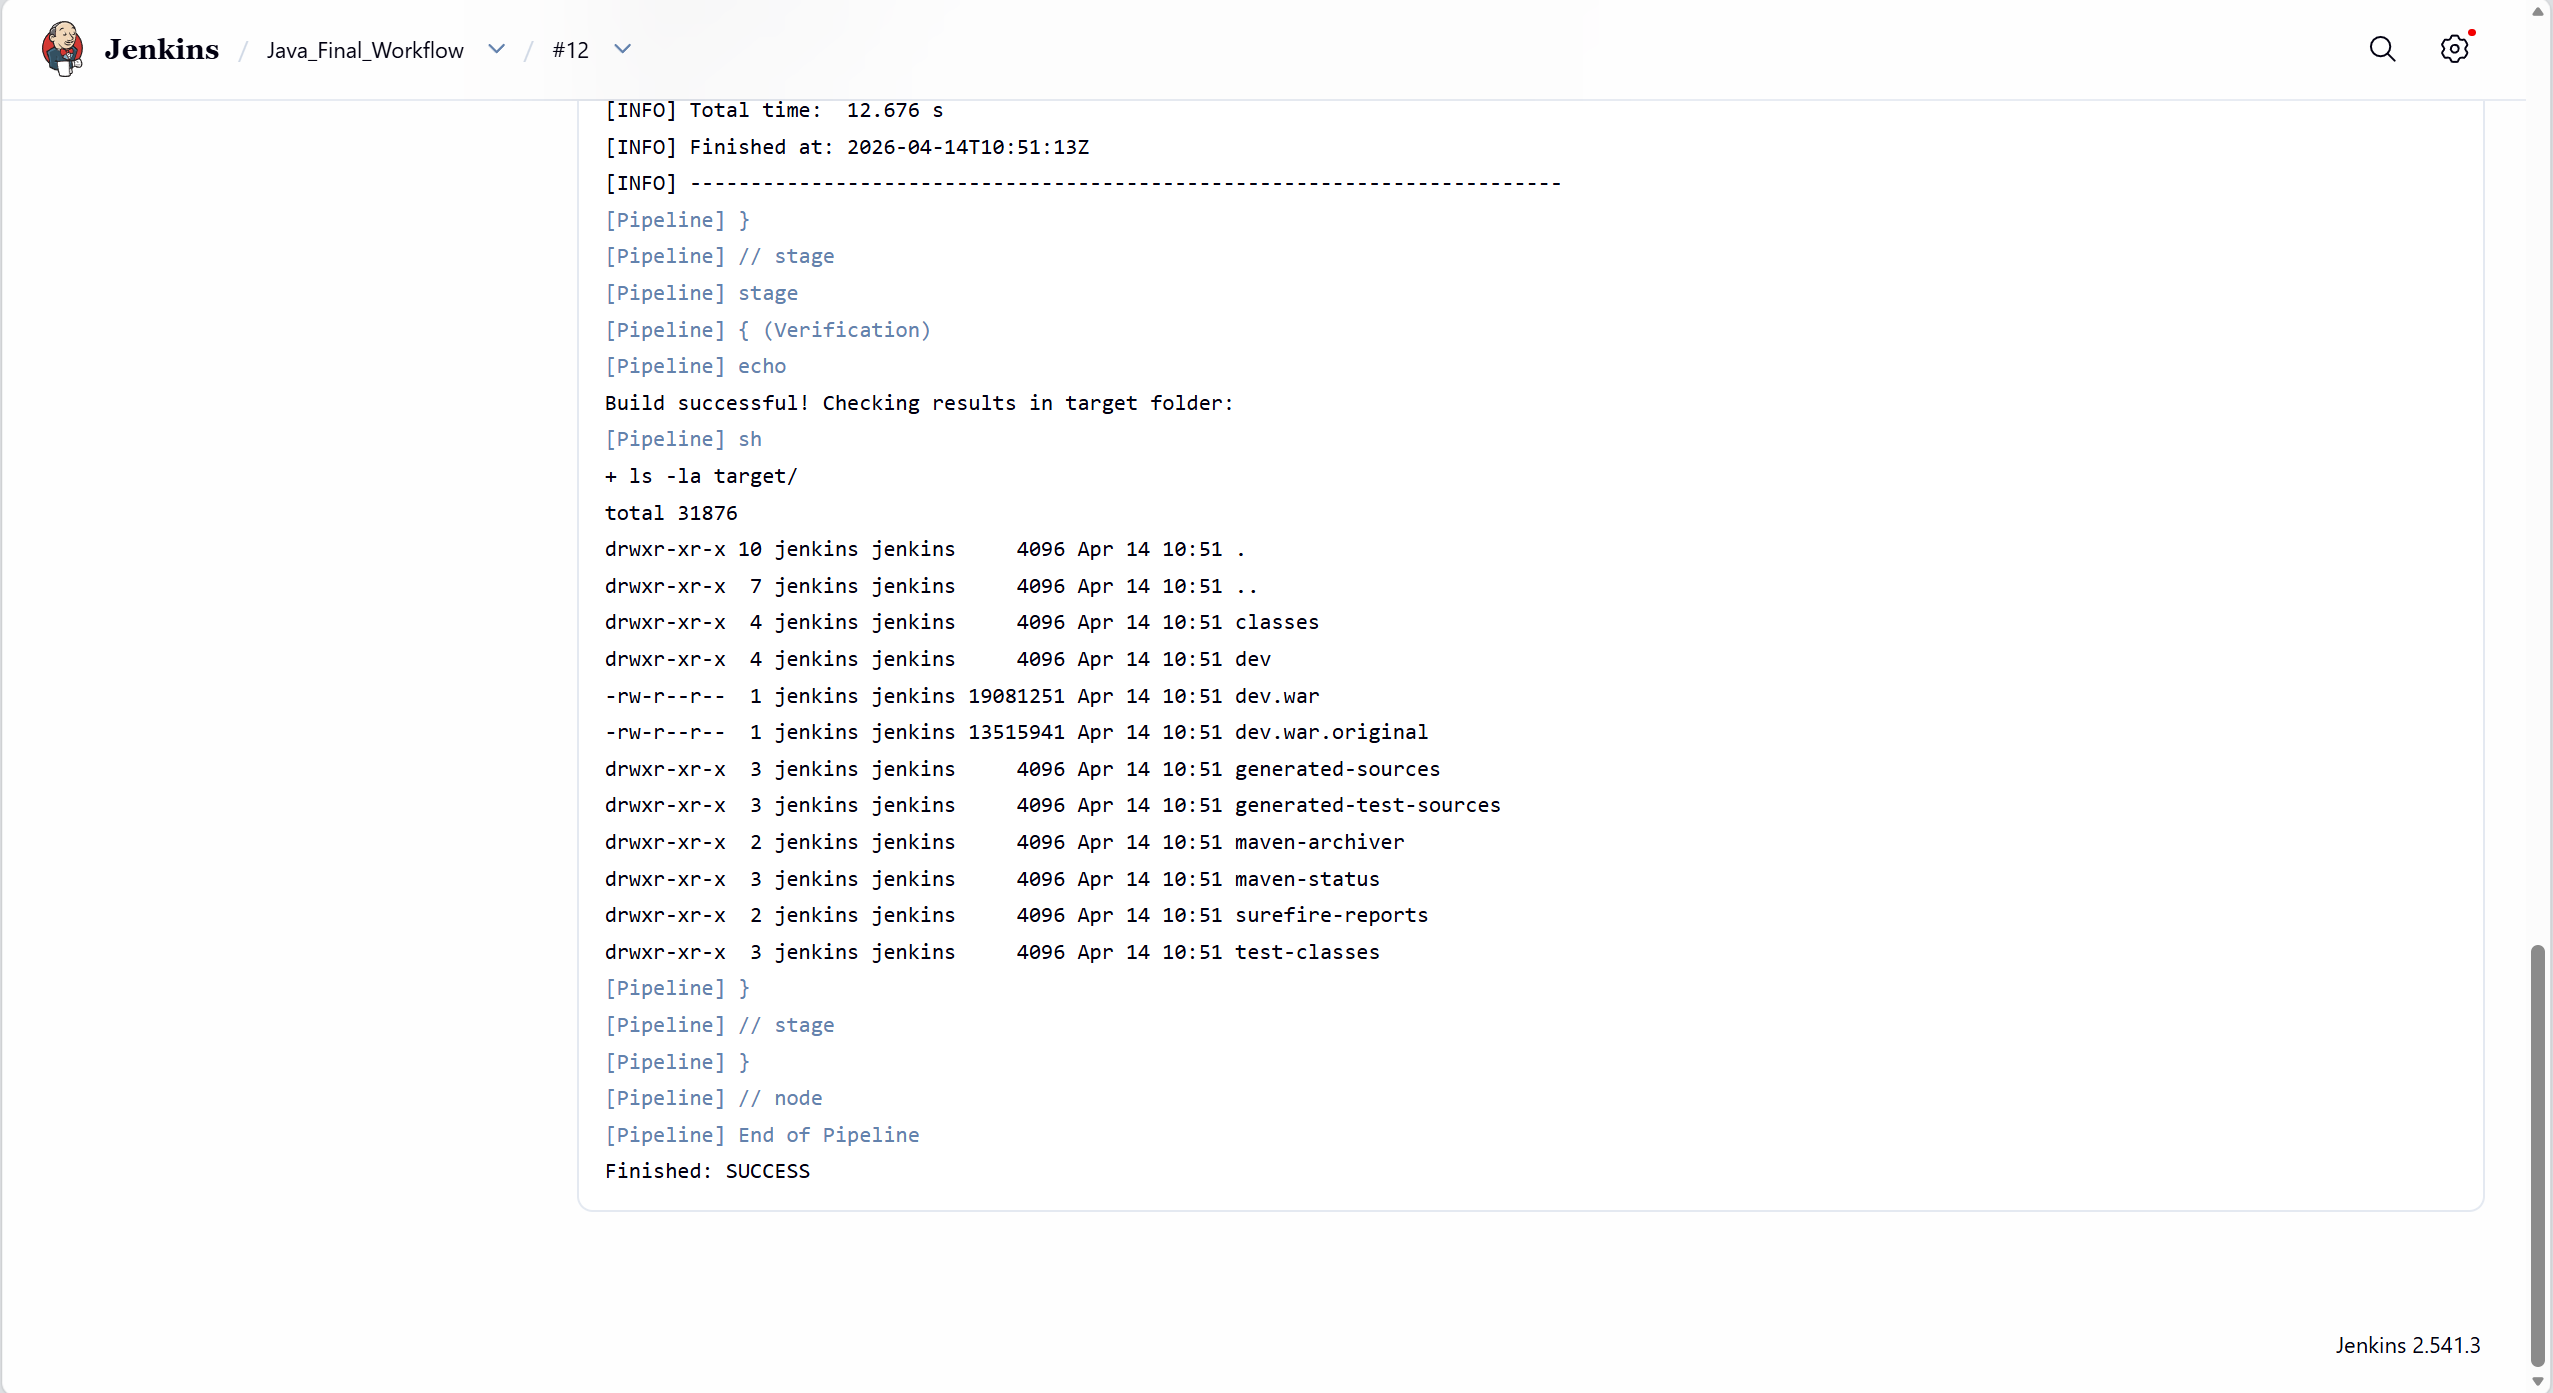 Jenkins / Java_Final_Workflow / #12
[INFO] Total time:  12.676 s
[INFO] Finished at: 2026-04-14T10:51:13Z
[INFO] ------------------------------------------------------------------------
[Pipeline] }
[Pipeline] // stage
[Pipeline] stage
[Pipeline] { (Verification)
[Pipeline] echo
Build successful! Checking results in target folder:
[Pipeline] sh
+ ls -la target/
total 31876
drwxr-xr-x 10 jenkins jenkins     4096 Apr 14 10:51 .
drwxr-xr-x  7 jenkins jenkins     4096 Apr 14 10:51 ..
drwxr-xr-x  4 jenkins jenkins     4096 Apr 14 10:51 classes
drwxr-xr-x  4 jenkins jenkins     4096 Apr 14 10:51 dev
-rw-r--r--  1 jenkins jenkins 19081251 Apr 14 10:51 dev.war
-rw-r--r--  1 jenkins jenkins 13515941 Apr 14 10:51 dev.war.original
drwxr-xr-x  3 jenkins jenkins     4096 Apr 14 10:51 generated-sources
drwxr-xr-x  3 jenkins jenkins     4096 Apr 14 10:51 generated-test-sources
drwxr-xr-x  2 jenkins jenkins     4096 Apr 14 10:51 maven-archiver
drwxr-xr-x  3 jenkins jenkins     4096 Apr 14 10:51 maven-status
drwxr-xr-x  2 jenkins jenkins     4096 Apr 14 10:51 surefire-reports
drwxr-xr-x  3 jenkins jenkins     4096 Apr 14 10:51 test-classes
[Pipeline] }
[Pipeline] // stage
[Pipeline] }
[Pipeline] // node
[Pipeline] End of Pipeline
Finished: SUCCESS
Jenkins 2.541.3